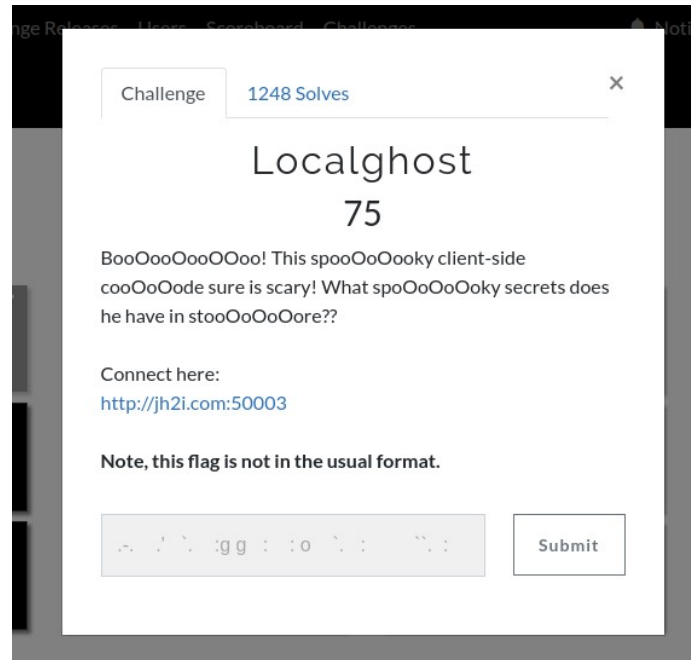 Users Scoreboard Challenges
Challenge
1248 Solves
×
Localghost
75
BooOooOooOOoo! This spooOoOooky client-side
cooOoOode sure is scary! What spoOoOoOoky secrets does
he have in stooOoOoOore??
Connect here:
http://jh2i.com:50003
Note, this flag is not in the usual format.
.-. .' `. :g g : : o `. : ``. :
Submit